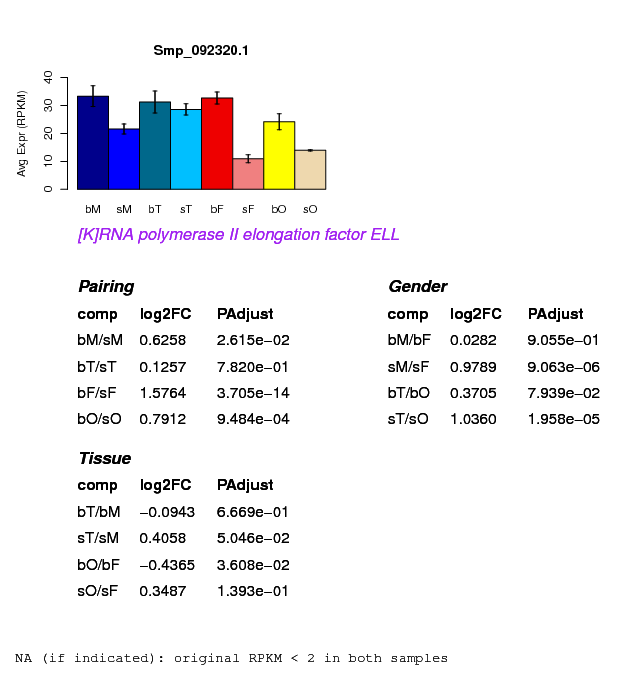 Smp_092320.1
Avg Expr (RPKM)
0 10 20 30 40
bM sM bT sT bF sF bO sO
[K]RNA polymerase II elongation factor ELL
Pairing
comp log2FC PAdjust
bM/sM 0.6258 2.615e−02
bT/sT 0.1257 7.820e−01
bF/sF 1.5764 3.705e−14
bO/sO 0.7912 9.484e−04
Gender
comp log2FC PAdjust
bM/bF 0.0282 9.055e−01
sM/sF 0.9789 9.063e−06
bT/bO 0.3705 7.939e−02
sT/sO 1.0360 1.958e−05
Tissue
comp log2FC PAdjust
bT/bM −0.0943 6.669e−01
sT/sM 0.4058 5.046e−02
bO/bF −0.4365 3.608e−02
sO/sF 0.3487 1.393e−01
NA (if indicated): original RPKM < 2 in both samples